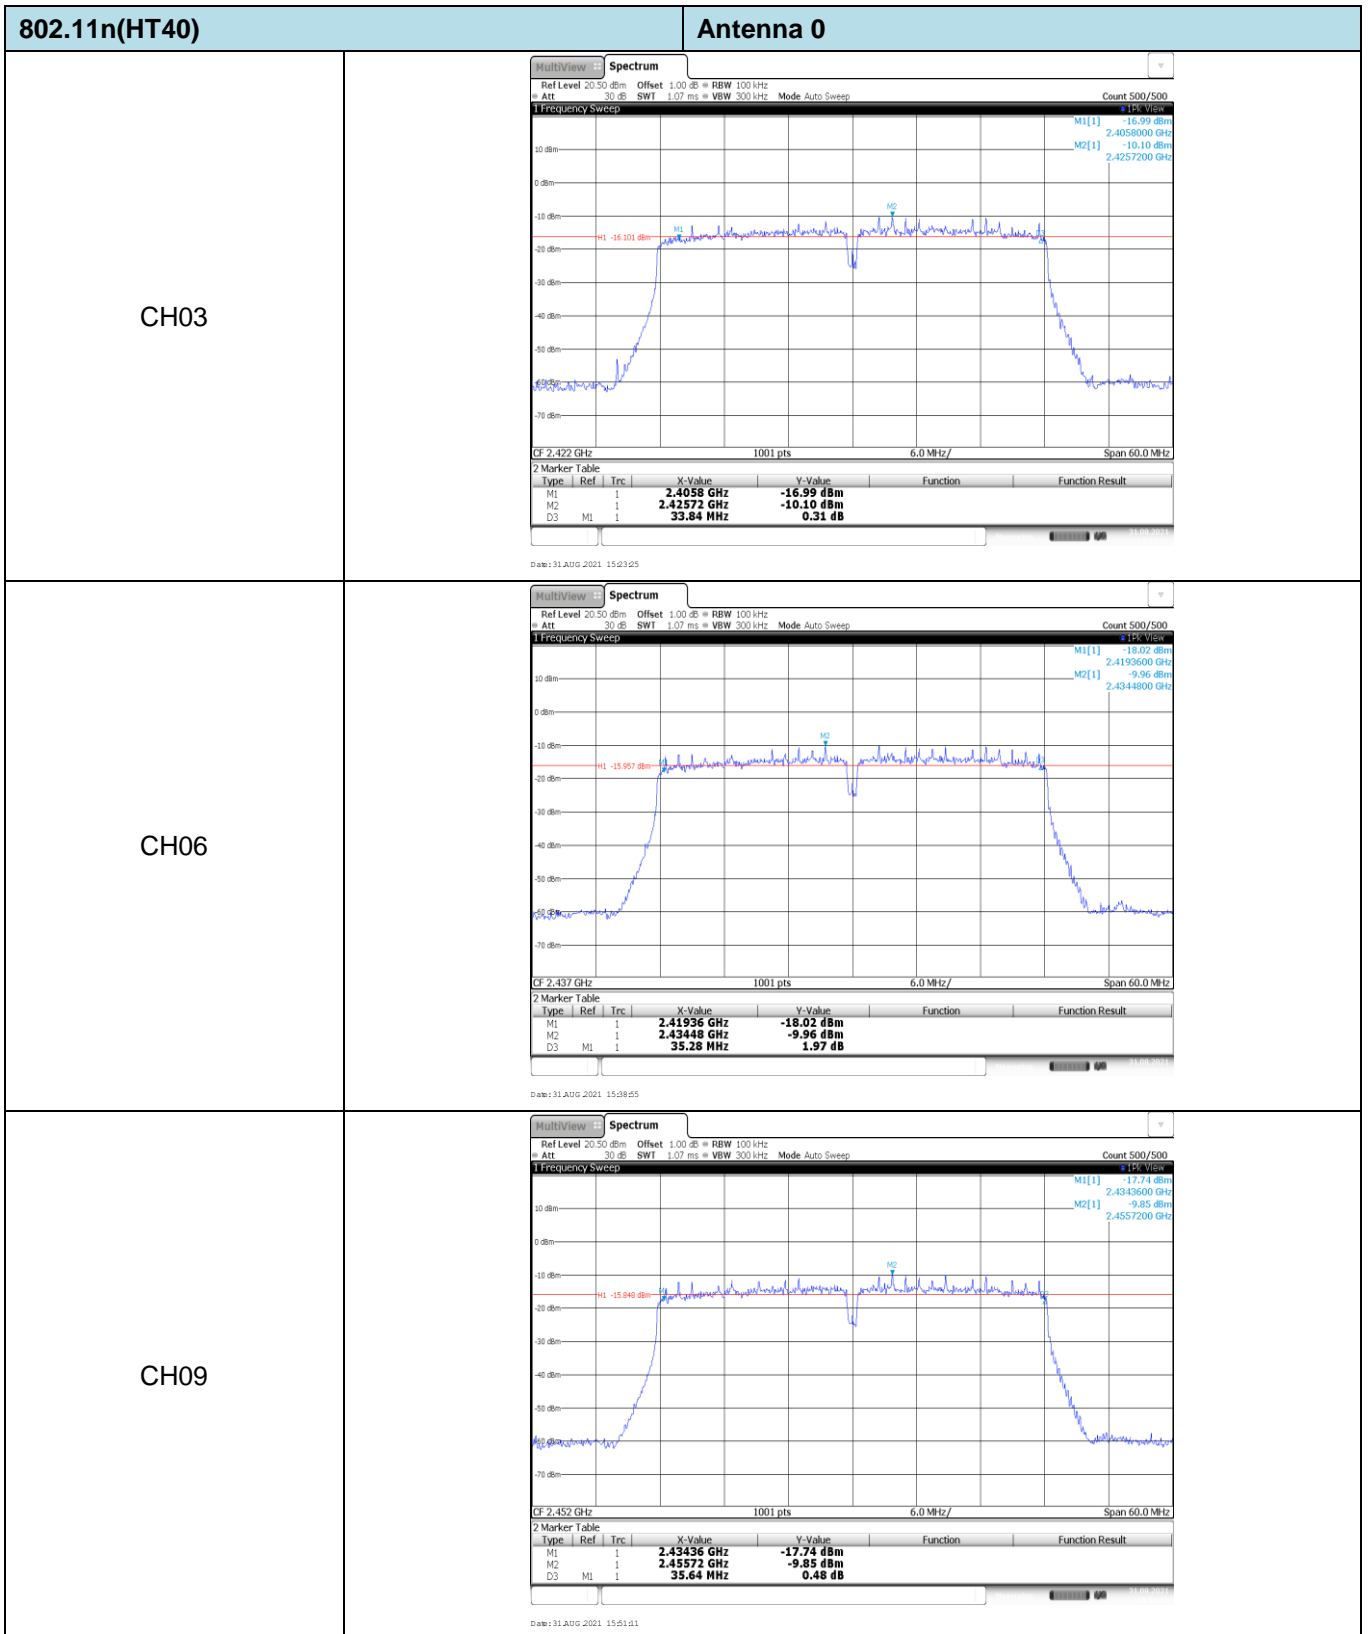 802.11n(HT40) Antenna 0
CH03
MultiView Spectrum
Ref Level 20.50 dBm Offset 1.00 dB RBW 100 kHz
Att 30 dB SWT 1.07 ms VBW 300 kHz Mode Auto Sweep Count 500/500
1 Frequency Sweep 1Pk View
M1[1] -16.99 dBm
2.4058000 GHz
M2[1] -10.10 dBm
2.4257200 GHz
10 dBm
0 dBm
M2
-10 dBm
M1
H1 -16.101 dBm
-20 dBm
-30 dBm
-40 dBm
-50 dBm
-60 dBm
-70 dBm
CF 2.422 GHz 1001 pts 6.0 MHz/ Span 60.0 MHz
2 Marker Table
Type Ref Trc X-Value Y-Value Function Function Result
M1 1 2.4058 GHz -16.99 dBm
M2 1 2.42572 GHz -10.10 dBm
D3 M1 1 33.84 MHz 0.31 dB
31.08.2021
Date: 31.AUG.2021 15:23:25
CH06
MultiView Spectrum
Ref Level 20.50 dBm Offset 1.00 dB RBW 100 kHz
Att 30 dB SWT 1.07 ms VBW 300 kHz Mode Auto Sweep Count 500/500
1 Frequency Sweep 1Pk View
M1[1] -18.02 dBm
2.4193600 GHz
M2[1] -9.96 dBm
2.4344800 GHz
10 dBm
0 dBm
M2
-10 dBm
H1 -15.957 dBm
-20 dBm
-30 dBm
-40 dBm
-50 dBm
-60 dBm
-70 dBm
CF 2.437 GHz 1001 pts 6.0 MHz/ Span 60.0 MHz
2 Marker Table
Type Ref Trc X-Value Y-Value Function Function Result
M1 1 2.41936 GHz -18.02 dBm
M2 1 2.43448 GHz -9.96 dBm
D3 M1 1 35.28 MHz 1.97 dB
31.08.2021
Date: 31.AUG.2021 15:38:55
CH09
MultiView Spectrum
Ref Level 20.50 dBm Offset 1.00 dB RBW 100 kHz
Att 30 dB SWT 1.07 ms VBW 300 kHz Mode Auto Sweep Count 500/500
1 Frequency Sweep 1Pk View
M1[1] -17.74 dBm
2.4343600 GHz
M2[1] -9.85 dBm
2.4557200 GHz
10 dBm
0 dBm
M2
-10 dBm
H1 -15.848 dBm
-20 dBm
-30 dBm
-40 dBm
-50 dBm
-60 dBm
-70 dBm
CF 2.452 GHz 1001 pts 6.0 MHz/ Span 60.0 MHz
2 Marker Table
Type Ref Trc X-Value Y-Value Function Function Result
M1 1 2.43436 GHz -17.74 dBm
M2 1 2.45572 GHz -9.85 dBm
D3 M1 1 35.64 MHz 0.48 dB
31.08.2021
Date: 31.AUG.2021 15:51:11